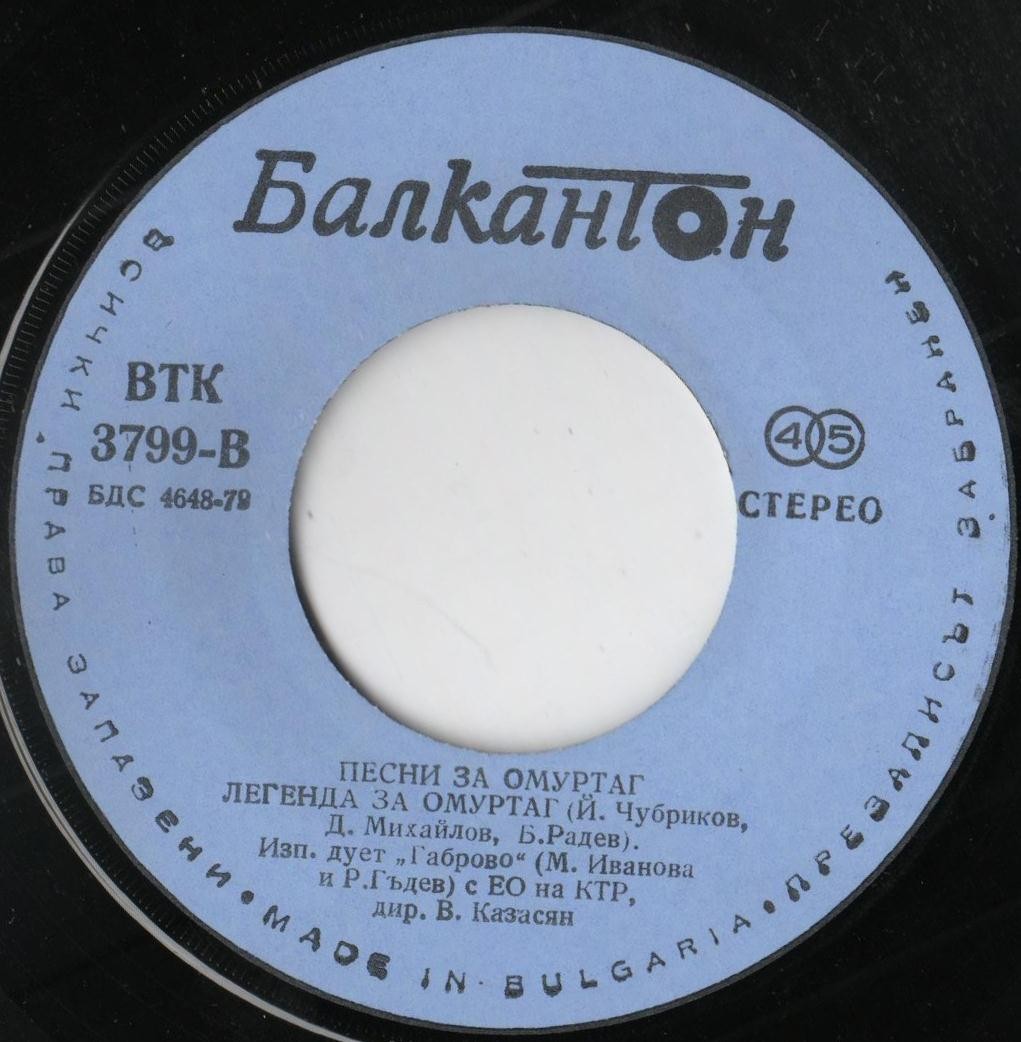 Балкантон
ВТК
3799-В
БДС 4648-79
45
СТЕРЕО
ПЕСНИ ЗА ОМУРТАГ
ЛЕГЕНДА ЗА ОМУРТАГ (Й. Чубриков,
Д. Михайлов, Б.Радев).
Изп. дует „Габрово“ (М. Иванова
и Р.Гъдев) с ЕО на КТР,
дир. В. Казасян
ВСИЧКИ ПРАВА ЗАПАЗЕНИ • MADE IN BULGARIA • ПРЕЗАПИСЪТ ЗАБРАНЕН